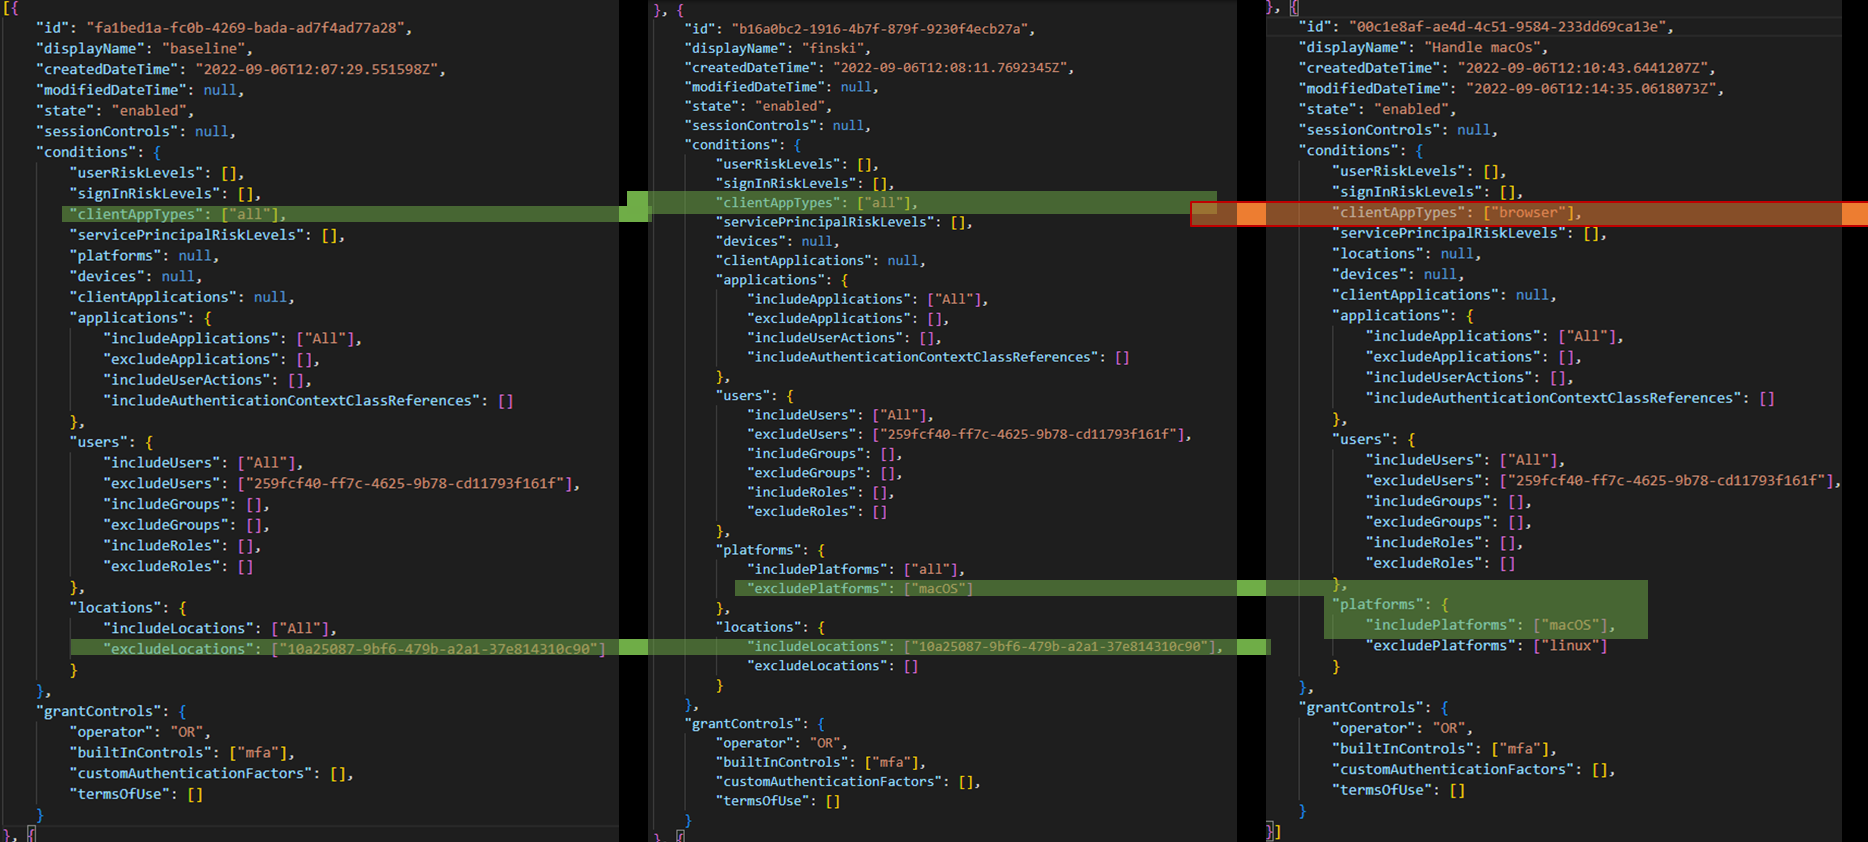 [{
"id": "fa1bed1a-fc0b-4269-bada-ad7f4ad77a28",
"displayName": "baseline",
"createdDateTime": "2022-09-06T12:07:29.551598Z",
"modifiedDateTime": null,
"state": "enabled",
"sessionControls": null,
"conditions": {
"userRiskLevels": [],
"signInRiskLevels": [],
"clientAppTypes": ["all"],
"servicePrincipalRiskLevels": [],
"platforms": null,
"devices": null,
"clientApplications": null,
"applications": {
"includeApplications": ["All"],
"excludeApplications": [],
"includeUserActions": [],
"includeAuthenticationContextClassReferences": []
},
"users": {
"includeUsers": ["All"],
"excludeUsers": ["259fcf40-ff7c-4625-9b78-cd11793f161f"],
"includeGroups": [],
"excludeGroups": [],
"includeRoles": [],
"excludeRoles": []
},
"locations": {
"includeLocations": ["All"],
"excludeLocations": ["10a25087-9bf6-479b-a2a1-37e814310c90"]
}
},
"grantControls": {
"operator": "OR",
"builtInControls": ["mfa"],
"customAuthenticationFactors": [],
"termsOfUse": []
}
}, {
}, {
"id": "b16a0bc2-1916-4b7f-879f-9230f4ecb27a",
"displayName": "finski",
"createdDateTime": "2022-09-06T12:08:11.7692345Z",
"modifiedDateTime": null,
"state": "enabled",
"sessionControls": null,
"conditions": {
"userRiskLevels": [],
"signInRiskLevels": [],
"clientAppTypes": ["all"],
"servicePrincipalRiskLevels": [],
"devices": null,
"clientApplications": null,
"applications": {
"includeApplications": ["All"],
"excludeApplications": [],
"includeUserActions": [],
"includeAuthenticationContextClassReferences": []
},
"users": {
"includeUsers": ["All"],
"excludeUsers": ["259fcf40-ff7c-4625-9b78-cd11793f161f"],
"includeGroups": [],
"excludeGroups": [],
"includeRoles": [],
"excludeRoles": []
},
"platforms": {
"includePlatforms": ["all"],
"excludePlatforms": ["macOS"]
},
"locations": {
"includeLocations": ["10a25087-9bf6-479b-a2a1-37e814310c90"],
"excludeLocations": []
}
},
"grantControls": {
"operator": "OR",
"builtInControls": ["mfa"],
"customAuthenticationFactors": [],
"termsOfUse": []
}
}, {
}, {
"id": "00c1e8af-ae4d-4c51-9584-233dd69ca13e",
"displayName": "Handle macOs",
"createdDateTime": "2022-09-06T12:10:43.6441207Z",
"modifiedDateTime": "2022-09-06T12:14:35.0618073Z",
"state": "enabled",
"sessionControls": null,
"conditions": {
"userRiskLevels": [],
"signInRiskLevels": [],
"clientAppTypes": ["browser"],
"servicePrincipalRiskLevels": [],
"locations": null,
"devices": null,
"clientApplications": null,
"applications": {
"includeApplications": ["All"],
"excludeApplications": [],
"includeUserActions": [],
"includeAuthenticationContextClassReferences": []
},
"users": {
"includeUsers": ["All"],
"excludeUsers": ["259fcf40-ff7c-4625-9b78-cd11793f161f"],
"includeGroups": [],
"excludeGroups": [],
"includeRoles": [],
"excludeRoles": []
},
"platforms": {
"includePlatforms": ["macOS"],
"excludePlatforms": ["linux"]
}
},
"grantControls": {
"operator": "OR",
"builtInControls": ["mfa"],
"customAuthenticationFactors": [],
"termsOfUse": []
}
}]